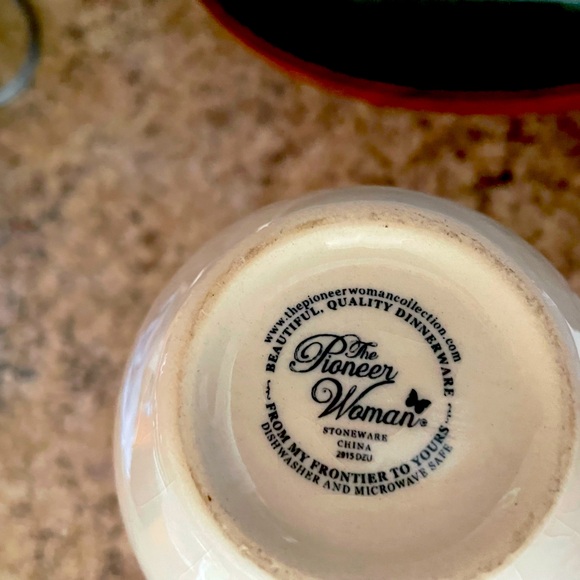 www.thepioneerwomancollection.com
BEAUTIFUL, QUALITY DINNERWARE
The
Pioneer
Woman®
STONEWARE
CHINA
2015 DZU
FROM MY FRONTIER TO YOURS
DISHWASHER AND MICROWAVE SAFE